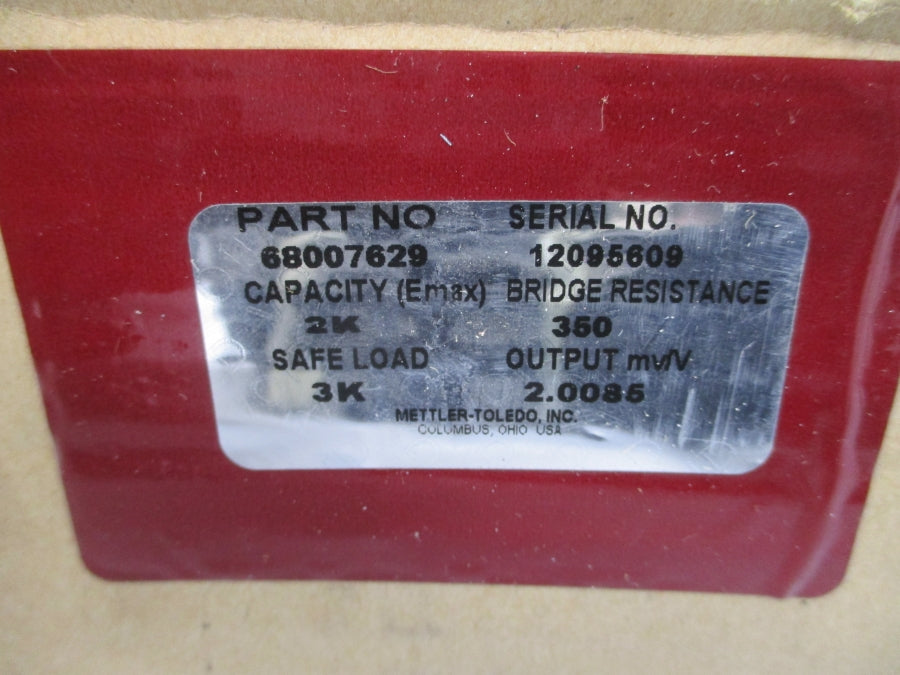 PART NO SERIAL NO.
68007629 12095609
CAPACITY (Emax) BRIDGE RESISTANCE
2K 350
SAFE LOAD OUTPUT mv/V
3K 2.0085
METTLER-TOLEDO, INC.
COLUMBUS, OHIO USA